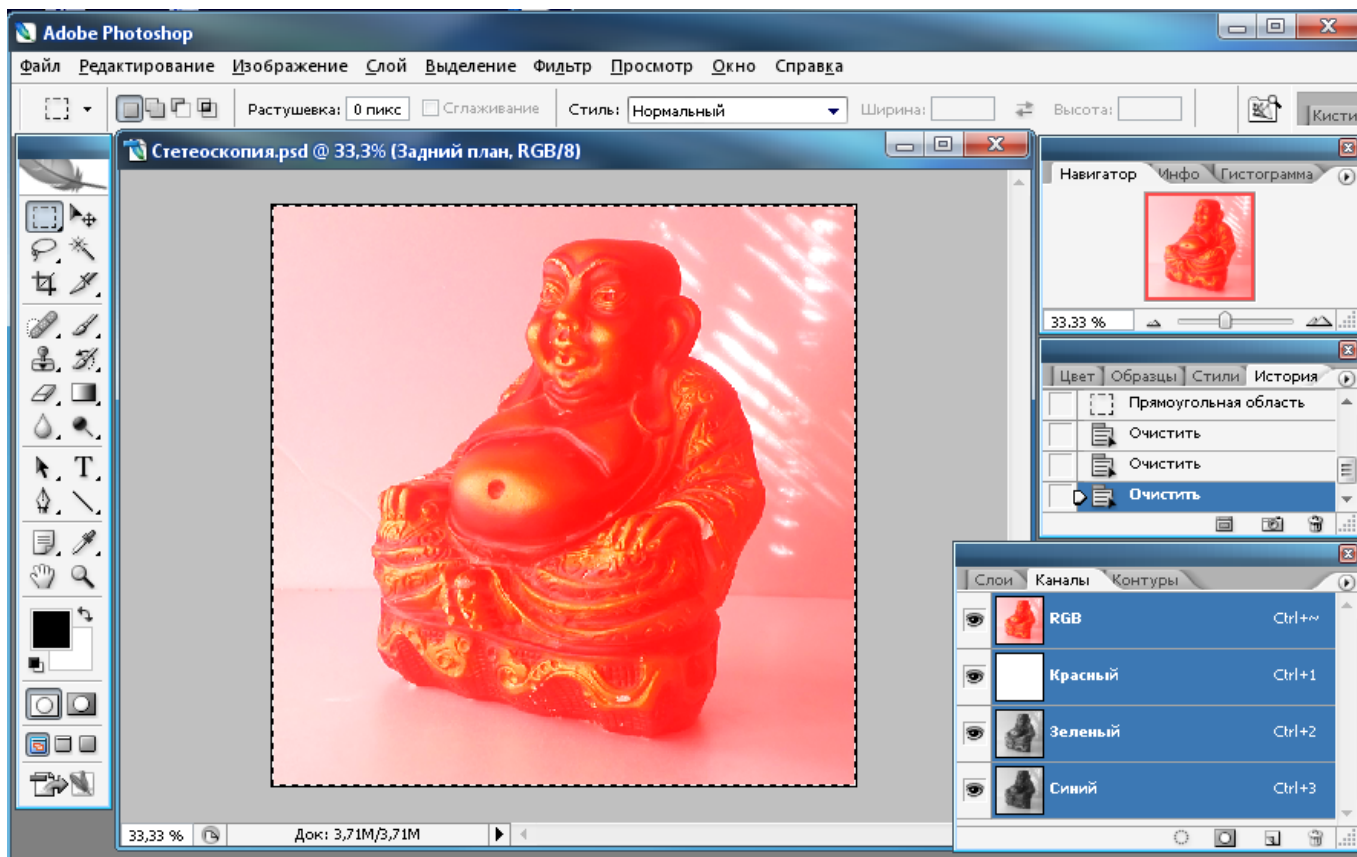 Adobe Photoshop
Файл Редактирование Изображение Слой Выделение Фильтр Просмотр Окно Справка
Растушевка: 0 пикс Сглаживание Стиль: Нормальный Ширина: Высота: Кисти
Стетеоскопия.psd @ 33,3% (Задний план, RGB/8)
Навигатор Инфо Гистограмма
33.33 %
Цвет Образцы Стили История
Прямоугольная область
Очистить
Очистить
Очистить
Слои Каналы Контуры
RGB Ctrl+~
Красный Ctrl+1
Зеленый Ctrl+2
Синий Ctrl+3
33,33 % Док: 3,71M/3,71M